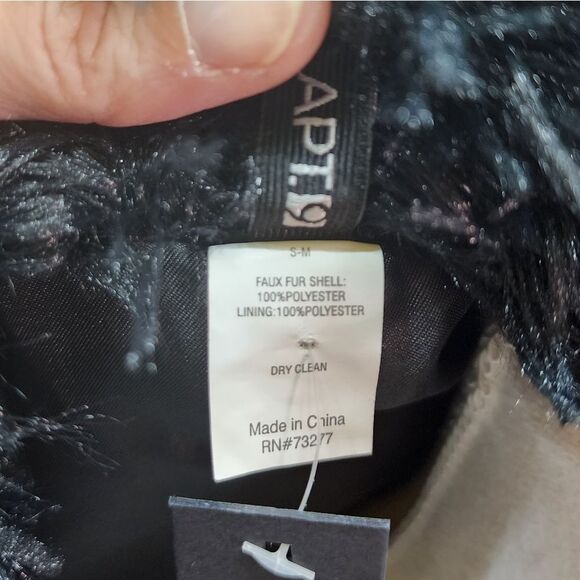 APT.9
S-M
FAUX FUR SHELL:
100%POLYESTER
LINING:100%POLYESTER
DRY CLEAN
Made in China
RN#73277